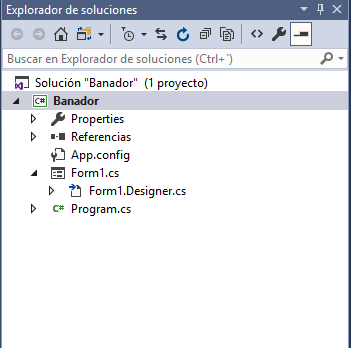 Explorador de soluciones
Buscar en Explorador de soluciones (Ctrl+`)
Solución "Banador" (1 proyecto)
C# Banador
Properties
Referencias
App.config
Form1.cs
Form1.Designer.cs
C# Program.cs